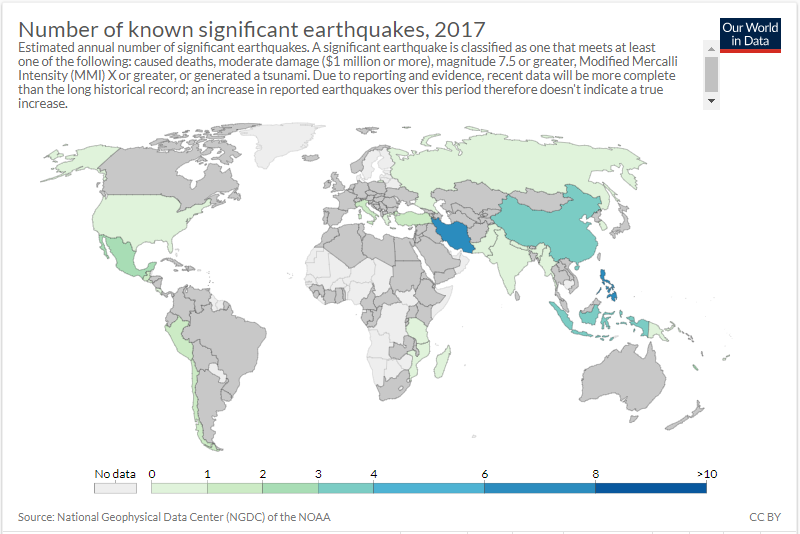 Number of known significant earthquakes, 2017
Our World
in Data
Estimated annual number of significant earthquakes. A significant earthquake is classified as one that meets at least
one of the following: caused deaths, moderate damage ($1 million or more), magnitude 7.5 or greater, Modified Mercalli
Intensity (MMI) X or greater, or generated a tsunami. Due to reporting and evidence, recent data will be more complete
than the long historical record; an increase in reported earthquakes over this period therefore doesn't indicate a true
increase.
No data 0 1 2 3 4 6 8 >10
Source: National Geophysical Data Center (NGDC) of the NOAA
CC BY